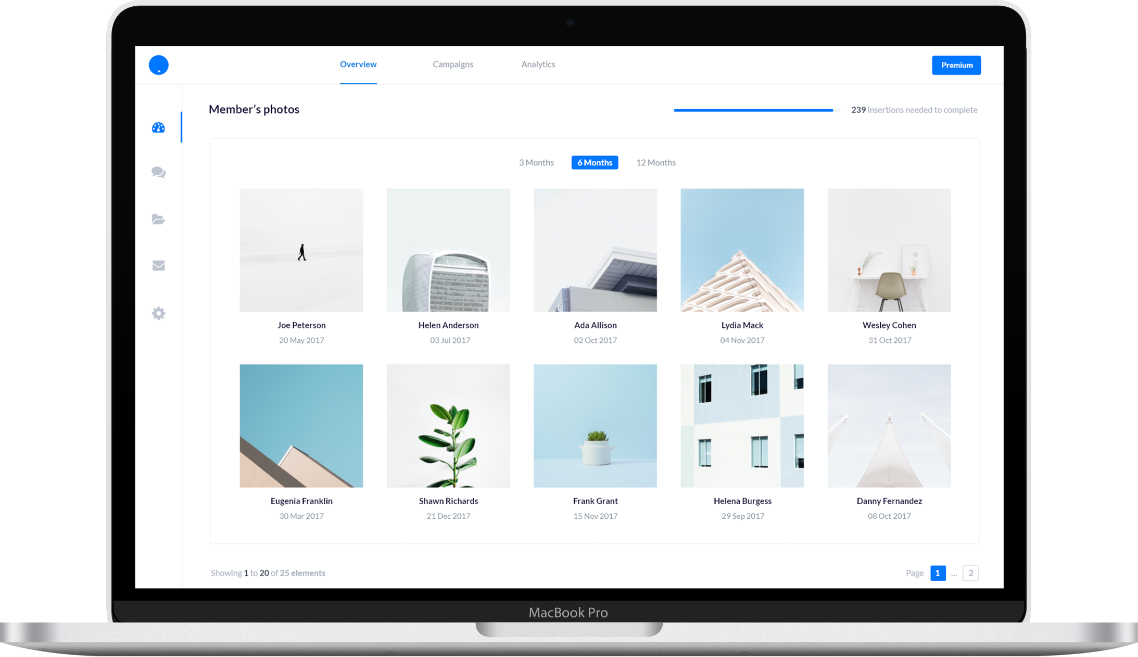 Overview Campaigns Analytics Premium
Member's photos
239 insertions needed to complete
3 Months 6 Months 12 Months
Joe Peterson Helen Anderson Ada Allison Lydia Mack Wesley Cohen
20 May 2017 03 Jul 2017 02 Oct 2017 04 Nov 2017 31 Oct 2017
Eugenia Franklin Shawn Richards Frank Grant Helena Burgess Danny Fernandez
30 Mar 2017 21 Dec 2017 15 Nov 2017 29 Sep 2017 08 Oct 2017
Showing 1 to 20 of 25 elements
Page 1 ... 2
MacBook Pro